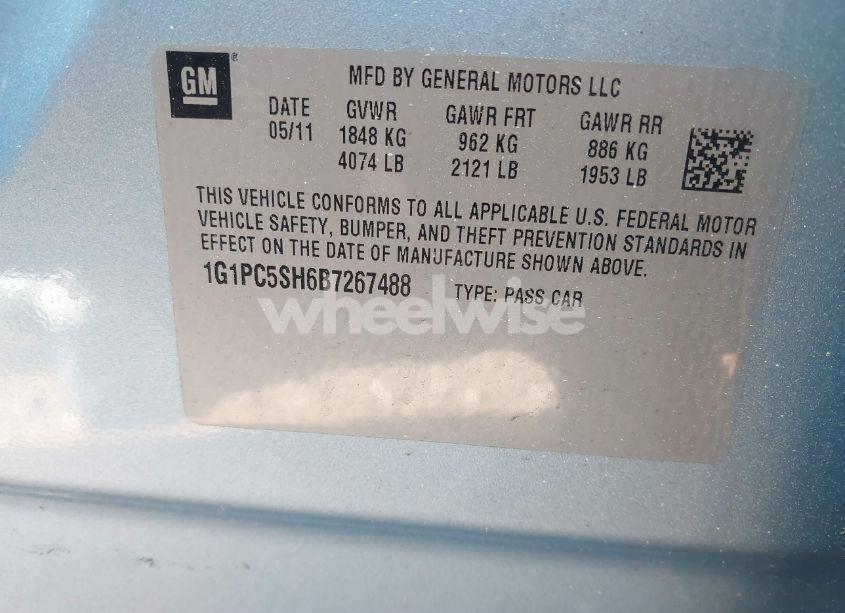 GM
MFD BY GENERAL MOTORS LLC
DATE GVWR GAWR FRT GAWR RR
05/11 1848 KG 962 KG 886 KG
4074 LB 2121 LB 1953 LB
THIS VEHICLE CONFORMS TO ALL APPLICABLE U.S. FEDERAL MOTOR
VEHICLE SAFETY, BUMPER, AND THEFT PREVENTION STANDARDS IN
EFFECT ON THE DATE OF MANUFACTURE SHOWN ABOVE.
1G1PC5SH6B7267488 TYPE: PASS CAR
wheelwise